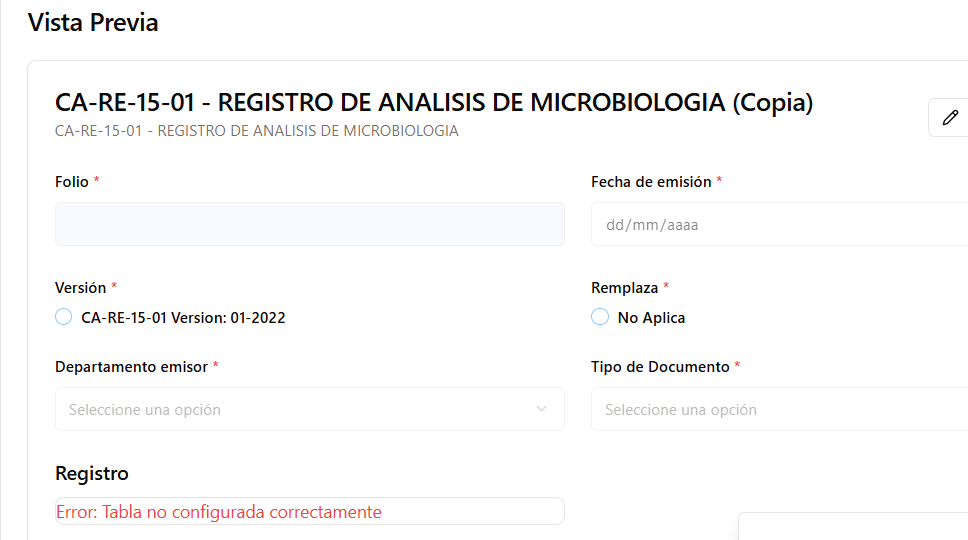 Vista Previa
CA-RE-15-01 - REGISTRO DE ANALISIS DE MICROBIOLOGIA (Copia)
CA-RE-15-01 - REGISTRO DE ANALISIS DE MICROBIOLOGIA
Folio * Fecha de emisión *
dd/mm/aaaa
Versión * Remplaza *
CA-RE-15-01 Version: 01-2022 No Aplica
Departamento emisor * Tipo de Documento *
Seleccione una opción Seleccione una opción
Registro
Error: Tabla no configurada correctamente